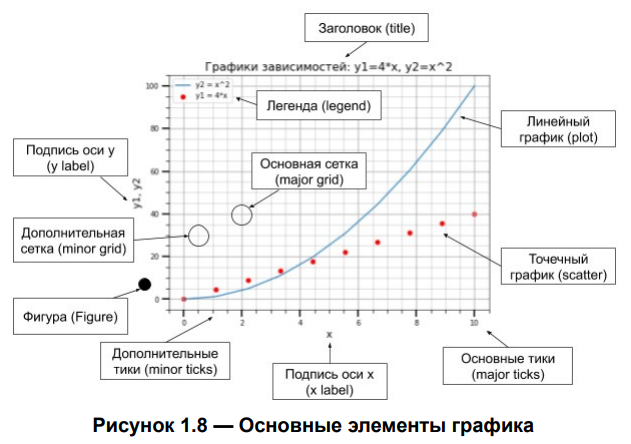 Заголовок (title)
Графики зависимостей: y1=4*x, y2=x^2
y2 = x^2
y1 = 4*x
Легенда (legend)
Линейный
график (plot)
Подпись оси y
(y label)
Основная сетка
(major grid)
y1, y2
Дополнительная
сетка (minor grid)
Точечный
график (scatter)
Фигура (Figure)
100
80
60
40
20
0
0
2
4
6
8
10
x
Дополнительные
тики (minor ticks)
Подпись оси x
(x label)
Основные тики
(major ticks)
Рисунок 1.8 — Основные элементы графика